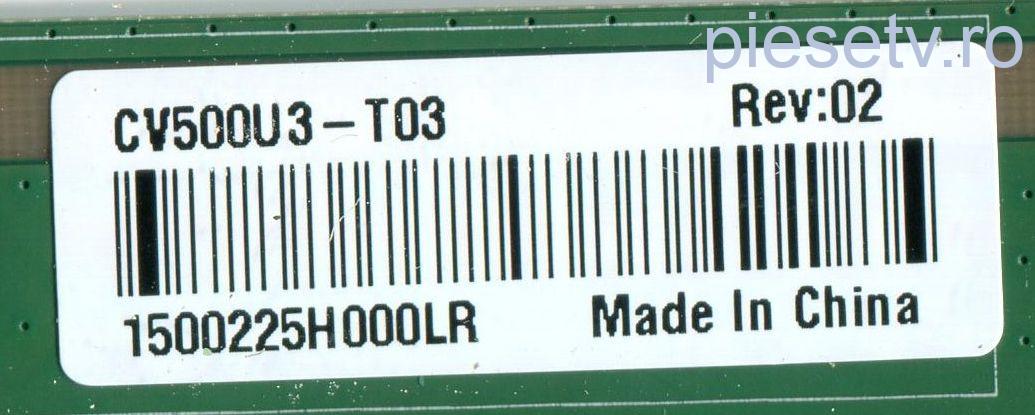 piesetv.ro
CV500U3-T03
Rev:02
1500225H000LR
Made In China